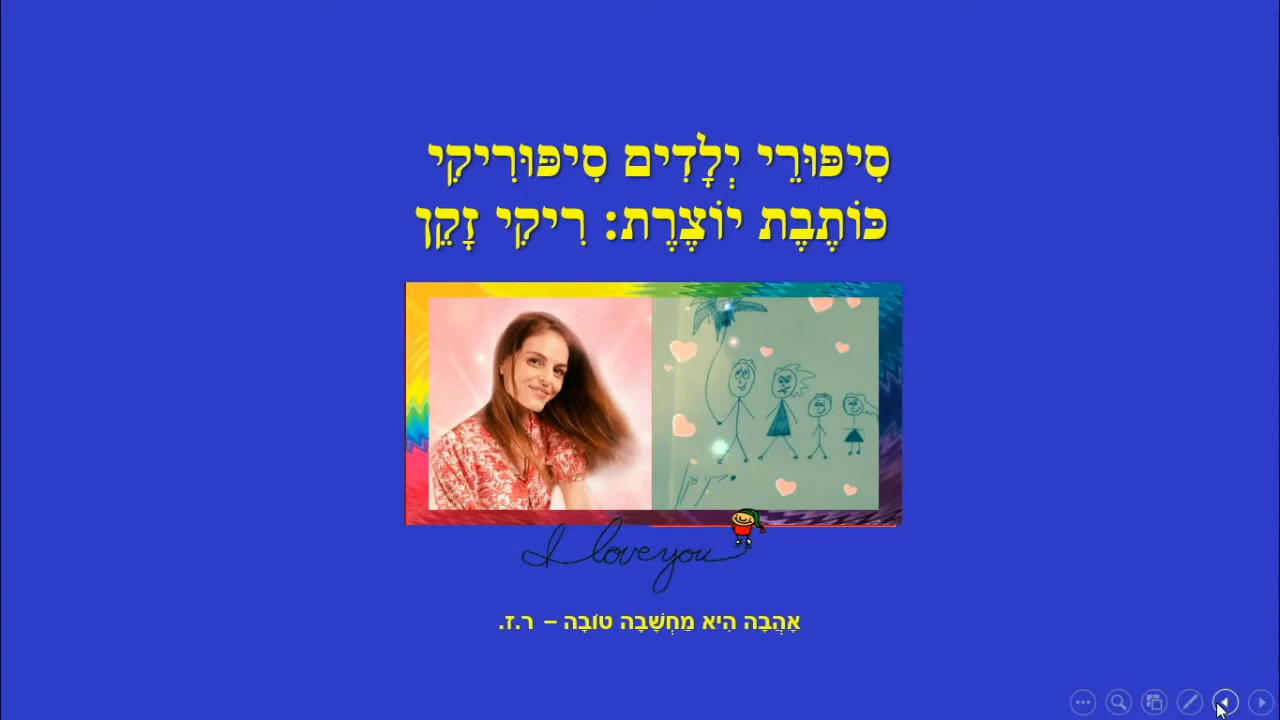 סִיפּוּרֵי יְלָדִים סִיפּוּרִיקִי
כּוֹתֶבֶת יוֹצֶרֶת: רִיקִי זָקֵן
I love you
אַהֲבָה הִיא מַחְשָׁבָה טוֹבָה – ר.ז.